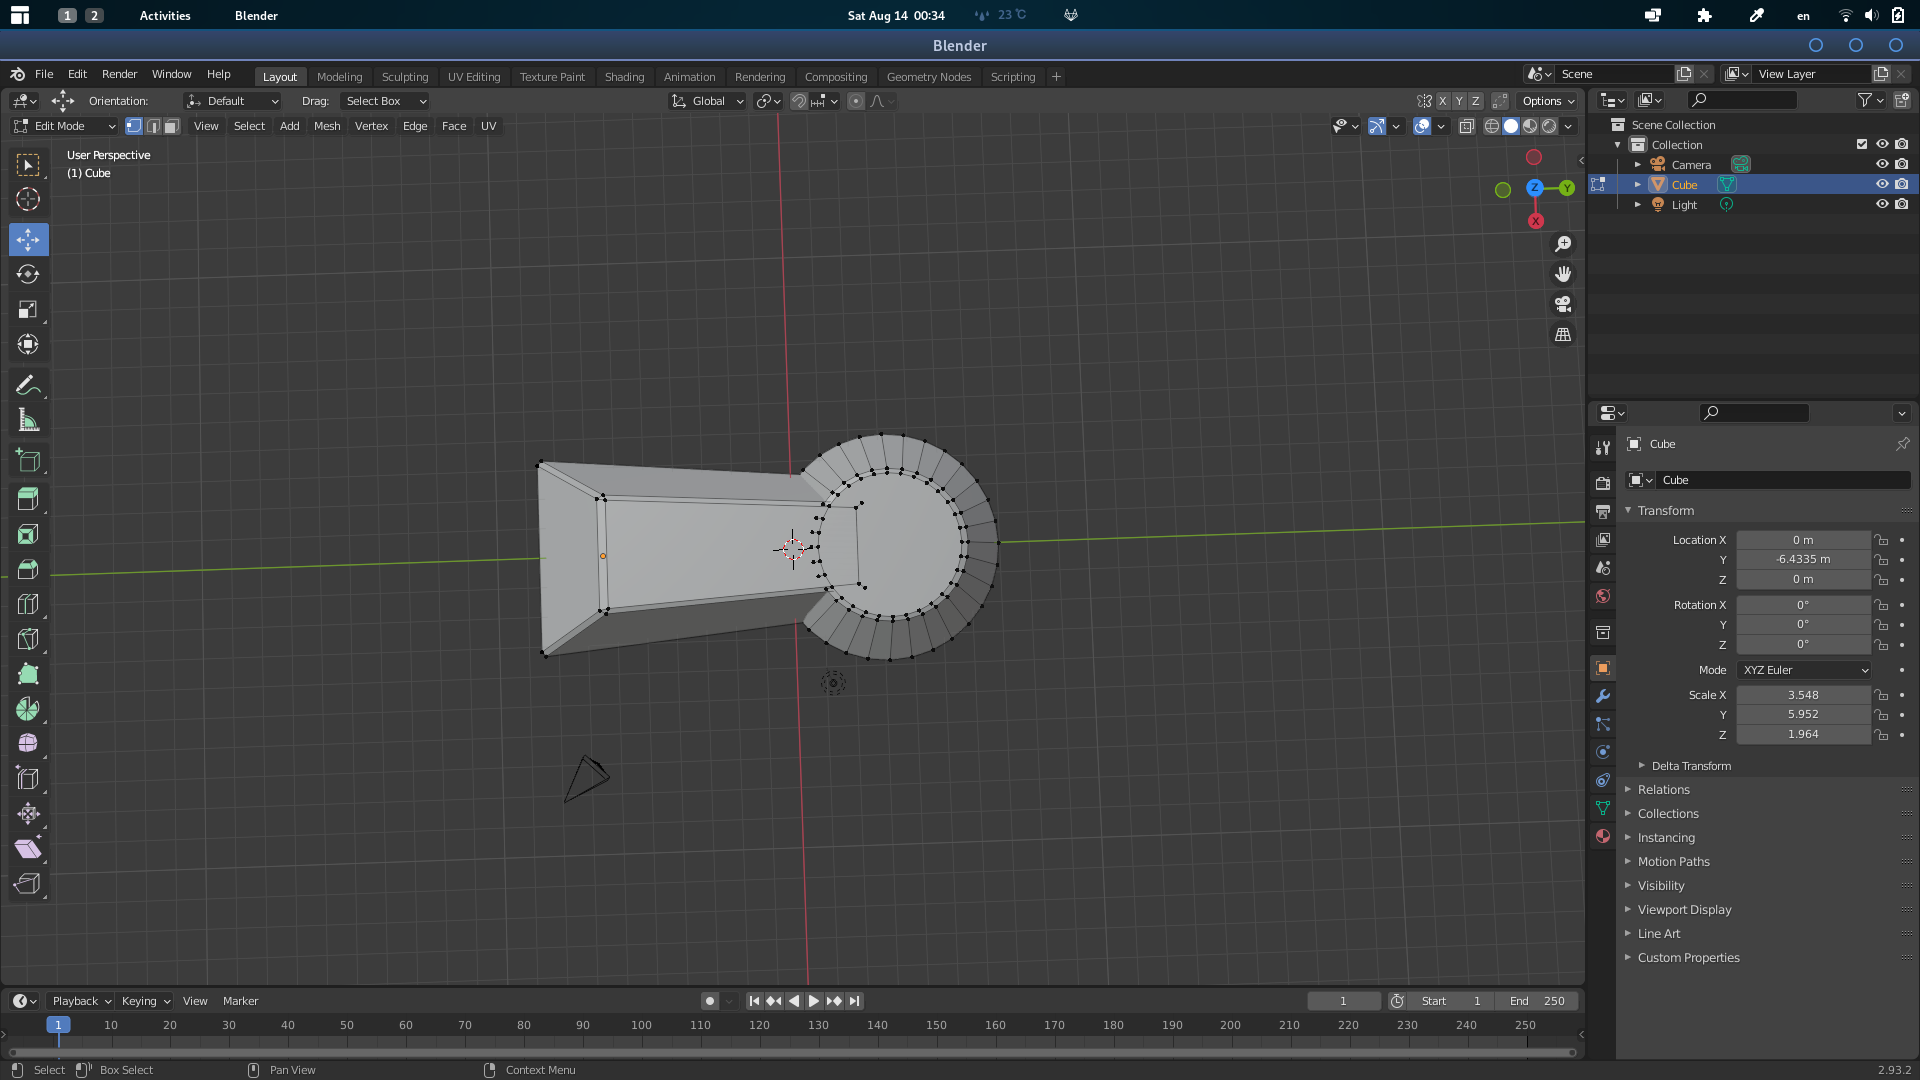 1 2 Activities Blender Sat Aug 14 00:34 23 °C en
Blender
File Edit Render Window Help Layout Modeling Sculpting UV Editing Texture Paint Shading Animation Rendering Compositing Geometry Nodes Scripting + Scene View Layer
Orientation: Default Drag: Select Box Global X Y Z Options
Edit Mode View Select Add Mesh Vertex Edge Face UV
User Perspective
(1) Cube
Z Y
X
Scene Collection
Collection
Camera
Cube
Light
Cube
Cube
Transform
Location X 0 m
Y -6.4335 m
Z 0 m
Rotation X 0°
Y 0°
Z 0°
Mode XYZ Euler
Scale X 3.548
Y 5.952
Z 1.964
Delta Transform
Relations
Collections
Instancing
Motion Paths
Visibility
Viewport Display
Line Art
Custom Properties
Playback Keying View Marker 1 Start 1 End 250
1 10 20 30 40 50 60 70 80 90 100 110 120 130 140 150 160 170 180 190 200 210 220 230 240 250
Select Box Select Pan View Context Menu 2.93.2